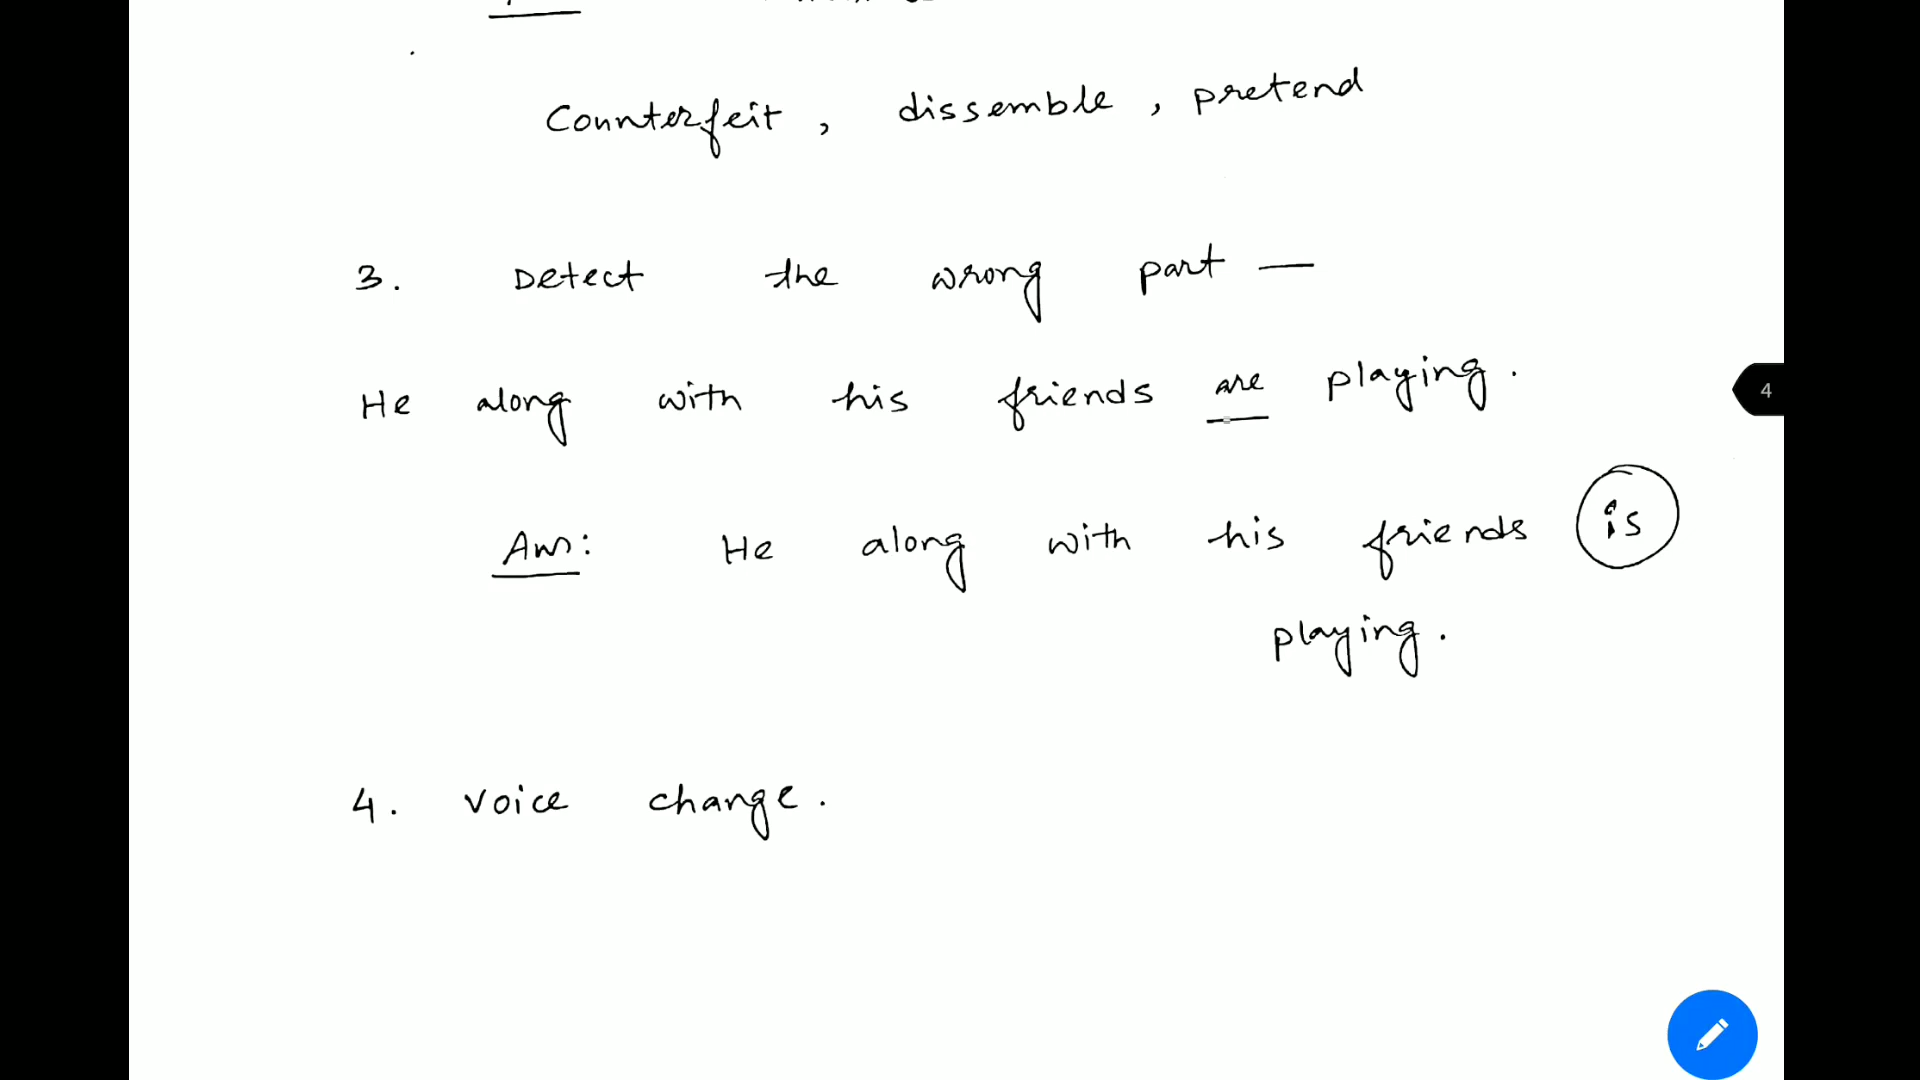 Counterfeit, dissemble, pretend
3. Detect the wrong part —
He along with his friends are playing.
4
Ans: He along with his friends is
playing.
4. voice change.